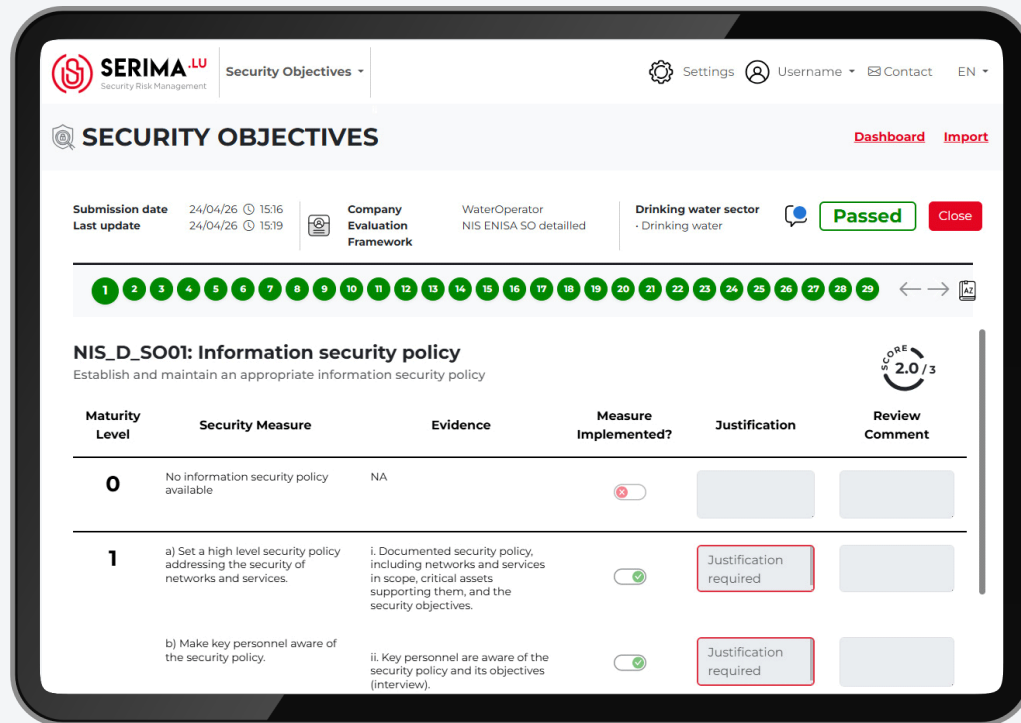 SERIMA.LU
Security Risk Management
Security Objectives
Settings
Username
Contact
EN
SECURITY OBJECTIVES
Dashboard
Import
Submission date 24/04/26 15:16
Last update 24/04/26 15:19
Company WaterOperator
Evaluation NIS ENISA SO detailled
Framework
Drinking water sector
• Drinking water
Passed
Close
1 2 3 4 5 6 7 8 9 10 11 12 13 14 15 16 17 18 19 20 21 22 23 24 25 26 27 28 29
AZ
NIS_D_SO01: Information security policy
Establish and maintain an appropriate information security policy
SCORE
2.0 / 3
Maturity
Level
Security Measure
Evidence
Measure
Implemented?
Justification
Review
Comment
0
No information security policy
available
NA
1
a) Set a high level security policy
addressing the security of
networks and services.
i. Documented security policy,
including networks and services
in scope, critical assets
supporting them, and the
security objectives.
Justification
required
b) Make key personnel aware of
the security policy.
ii. Key personnel are aware of the
security policy and its objectives
(interview).
Justification
required